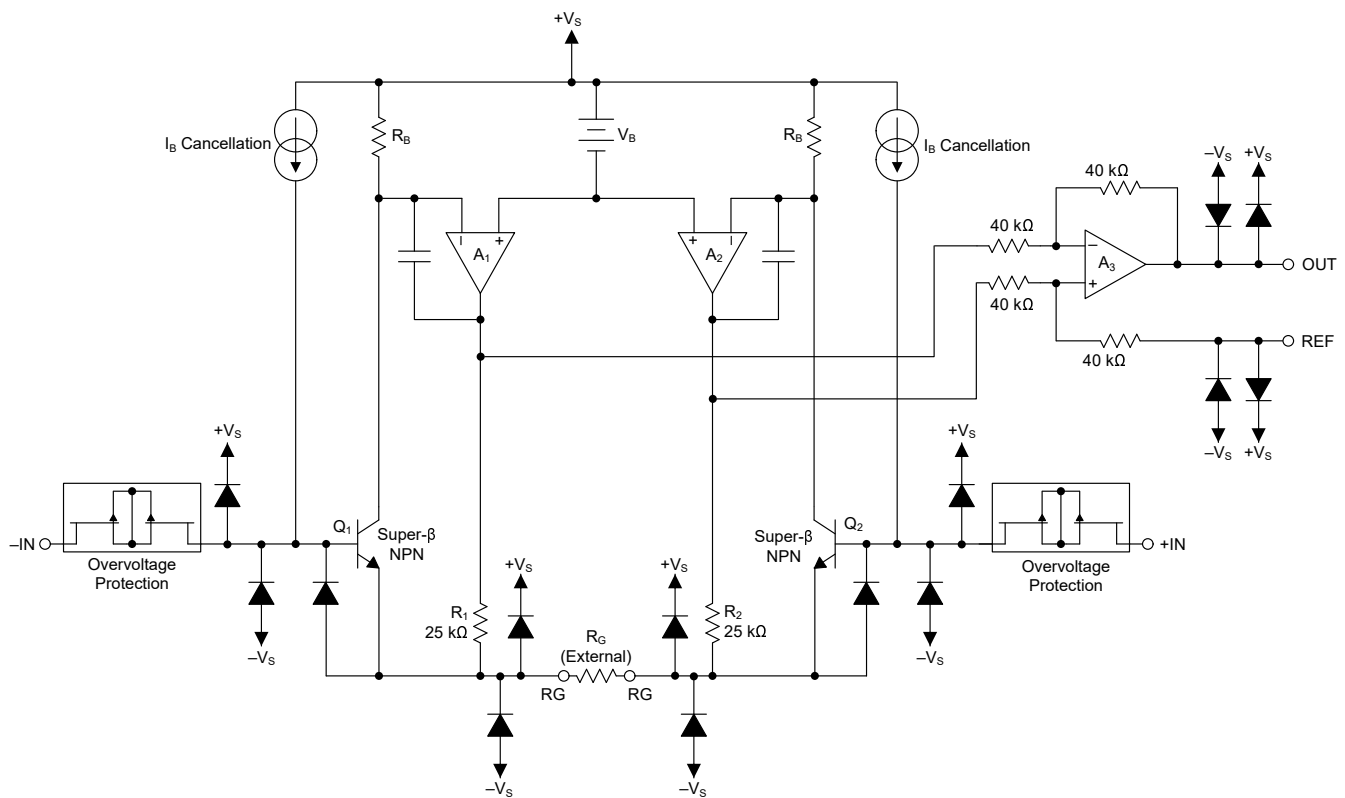 +VS
IB Cancellation
RB
VB
RB
IB Cancellation
–VS
+VS
40 kΩ
40 kΩ
– +
A1
+ –
A2
–
A3
+
OUT
40 kΩ
REF
40 kΩ
+VS
+VS
–VS
+VS
–IN
Overvoltage
Protection
Q1
Super-β
NPN
Q2
Super-β
NPN
+IN
Overvoltage
Protection
+VS
+VS
R1
25 kΩ
R2
25 kΩ
RG
(External)
–VS
–VS
RG
RG
–VS
–VS